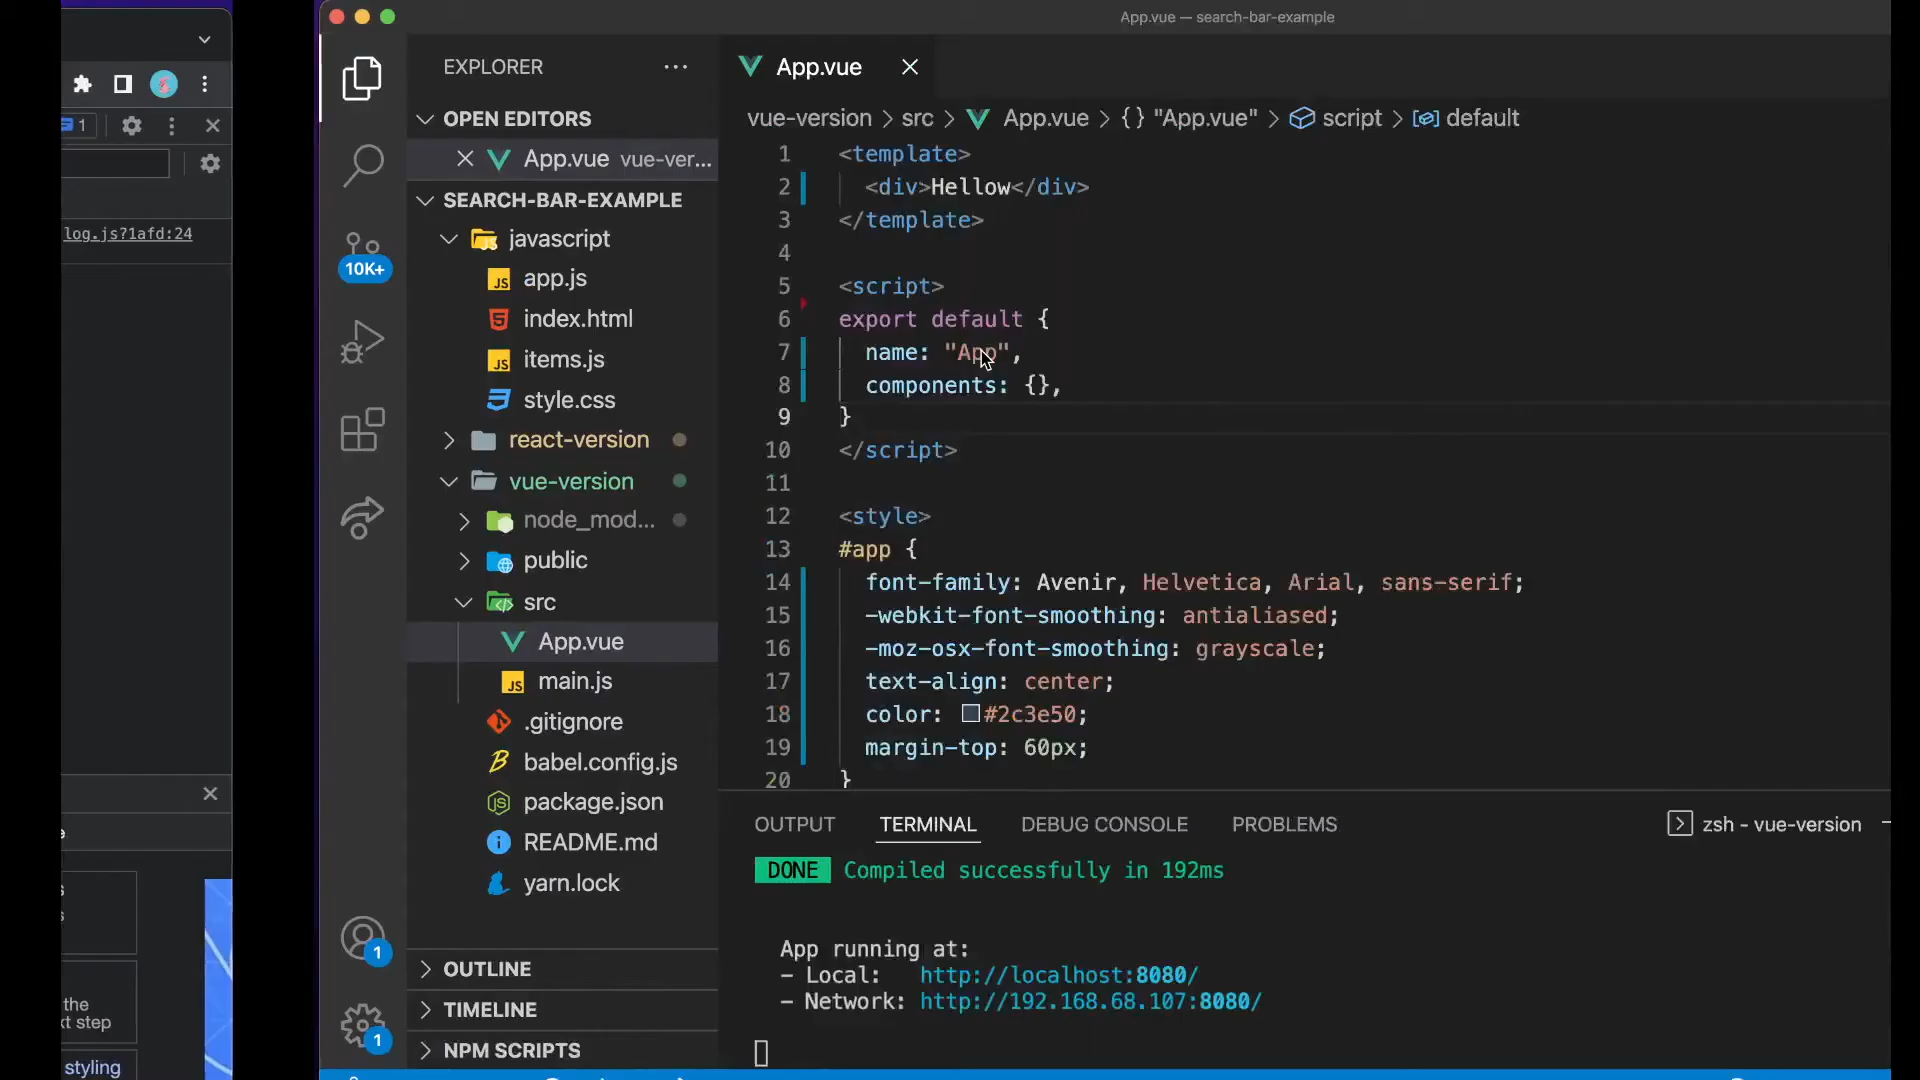 App.vue — search-bar-example
EXPLORER
App.vue
1
OPEN EDITORS
vue-version > src > App.vue > {} "App.vue" > script > default
App.vue vue-ver...
SEARCH-BAR-EXAMPLE
log.js?1afd:24
javascript
app.js
index.html
items.js
style.css
react-version
vue-version
node_mod...
public
src
App.vue
main.js
.gitignore
babel.config.js
package.json
README.md
yarn.lock
OUTLINE
TIMELINE
NPM SCRIPTS
10K+
1
1
1 <template>
2 <div>Hellow</div>
3 </template>
4
5 <script>
6 export default {
7 name: "App",
8 components: {},
9 }
10 </script>
11
12 <style>
13 #app {
14 font-family: Avenir, Helvetica, Arial, sans-serif;
15 -webkit-font-smoothing: antialiased;
16 -moz-osx-font-smoothing: grayscale;
17 text-align: center;
18 color: #2c3e50;
19 margin-top: 60px;
20 }
OUTPUT TERMINAL DEBUG CONSOLE PROBLEMS
zsh - vue-version
DONE Compiled successfully in 192ms
App running at:
- Local: http://localhost:8080/
- Network: http://192.168.68.107:8080/
the
step
styling